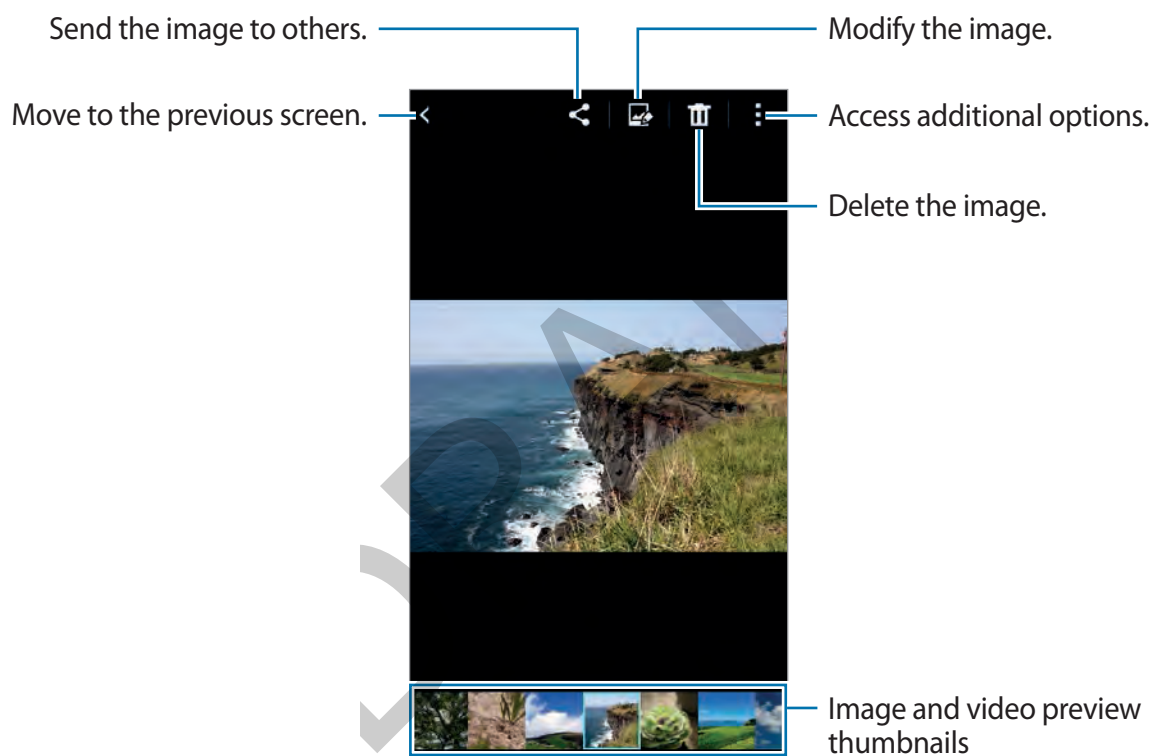 Send the image to others.
Modify the image.
Move to the previous screen.
Access additional options.
Delete the image.
Image and video preview
thumbnails